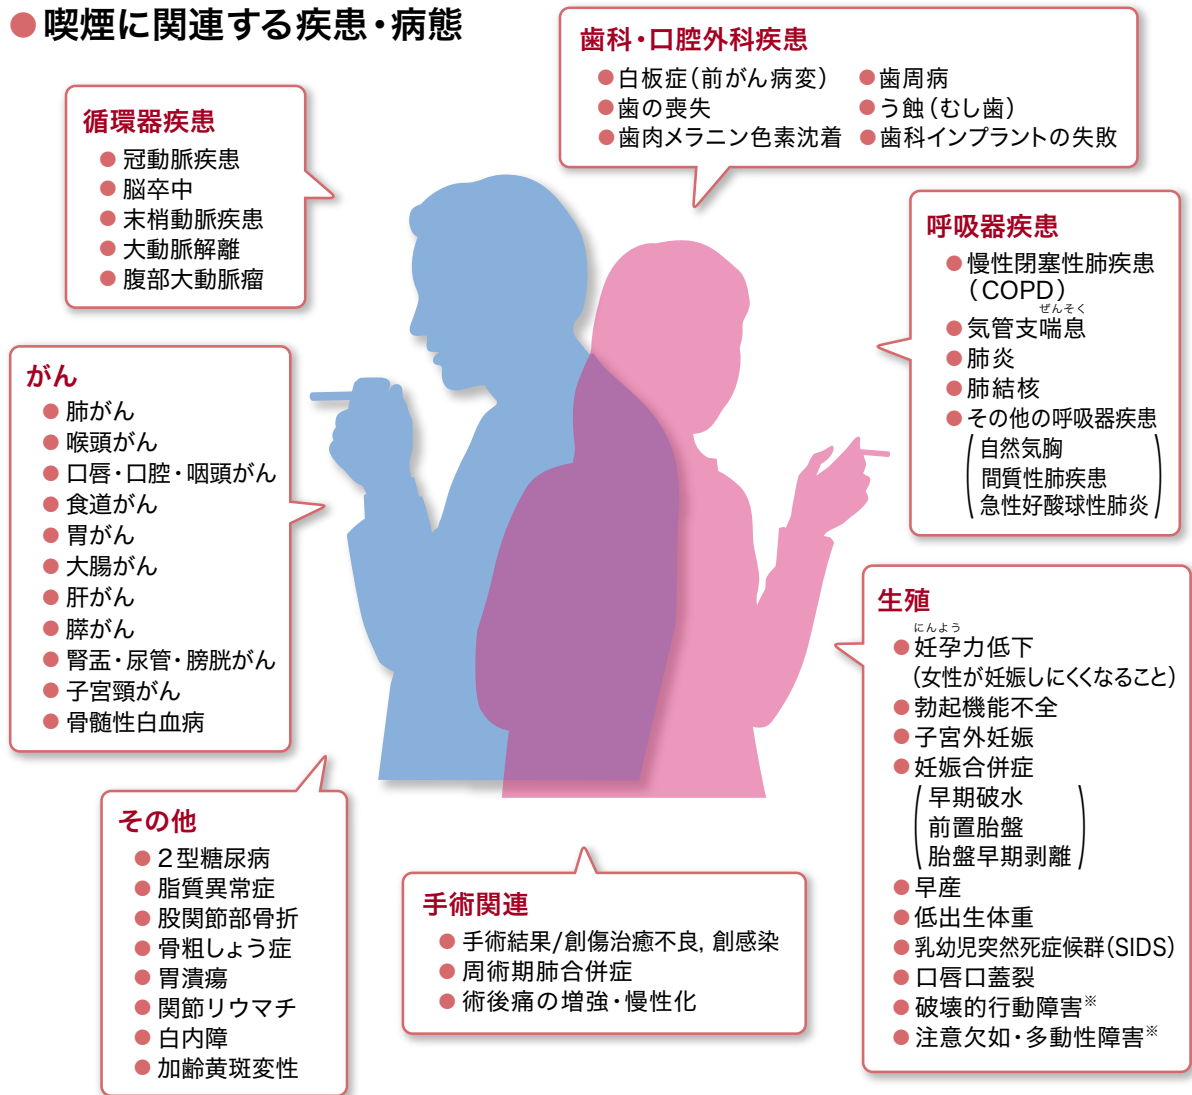 ● 喫煙に関連する疾患・病態
歯科・口腔外科疾患
● 白板症(前がん病変) ● 歯周病
● 歯の喪失 ● う蝕(むし歯)
● 歯肉メラニン色素沈着 ● 歯科インプラントの失敗
循環器疾患
● 冠動脈疾患
● 脳卒中
● 末梢動脈疾患
● 大動脈解離
● 腹部大動脈瘤
呼吸器疾患
● 慢性閉塞性肺疾患
(COPD)
ぜんそく
● 気管支喘息
● 肺炎
● 肺結核
● その他の呼吸器疾患
自然気胸
間質性肺疾患
急性好酸球性肺炎
がん
● 肺がん
● 喉頭がん
● 口唇・口腔・咽頭がん
● 食道がん
● 胃がん
● 大腸がん
● 肝がん
● 膵がん
● 腎盂・尿管・膀胱がん
● 子宮頸がん
● 骨髄性白血病
生殖
にんよう
● 妊孕力低下
(女性が妊娠しにくくなること)
● 勃起機能不全
● 子宮外妊娠
● 妊娠合併症
早期破水
前置胎盤
胎盤早期剥離
● 早産
● 低出生体重
● 乳幼児突然死症候群(SIDS)
● 口唇口蓋裂
● 破壊的行動障害※
● 注意欠如・多動性障害※
その他
● 2型糖尿病
● 脂質異常症
● 股関節部骨折
● 骨粗しょう症
● 胃潰瘍
● 関節リウマチ
● 白内障
● 加齢黄斑変性
手術関連
● 手術結果/創傷治癒不良, 創感染
● 周術期肺合併症
● 術後痛の増強・慢性化